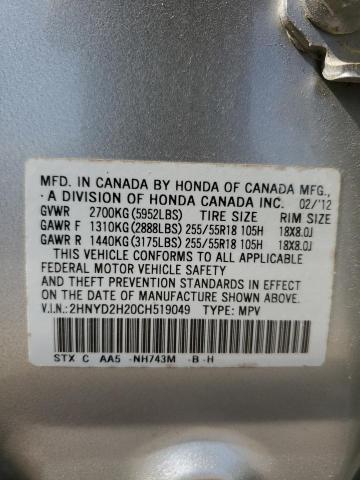 MFD. IN CANADA BY HONDA OF CANADA MFG.,
A DIVISION OF HONDA CANADA INC. 02/'12
GVWR 2700KG (5952LBS) TIRE SIZE RIM SIZE
GAWR F 1310KG (2888LBS) 255/55R18 105H 18X8.0J
GAWR R 1440KG (3175LBS) 255/55R18 105H 18X8.0J
THIS VEHICLE CONFORMS TO ALL APPLICABLE
FEDERAL MOTOR VEHICLE SAFETY
AND THEFT PREVENTION STANDARDS IN EFFECT
ON THE DATE OF MANUFACTURE SHOWN ABOVE.
V.I.N.: 2HNYD2H20CH519049 TYPE: MPV
STX C AA5 -NH743M -B -H